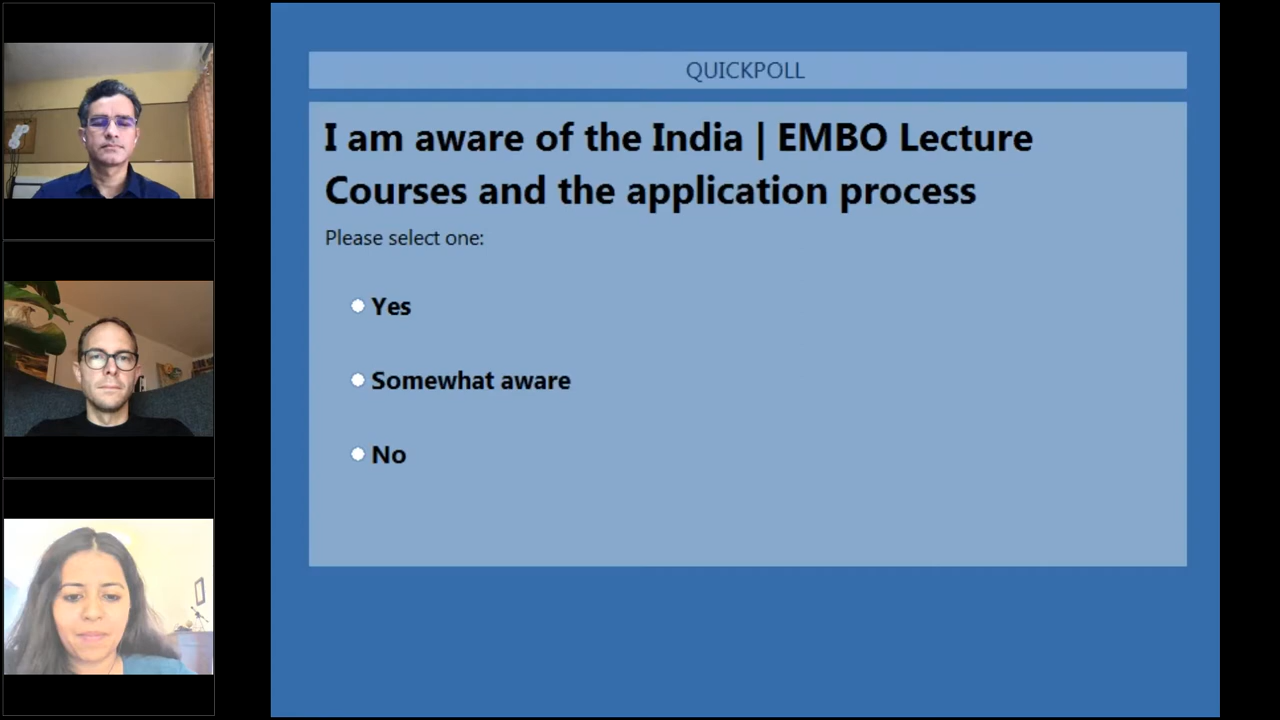 QUICKPOLL
I am aware of the India | EMBO Lecture
Courses and the application process
Please select one:
Yes
Somewhat aware
No